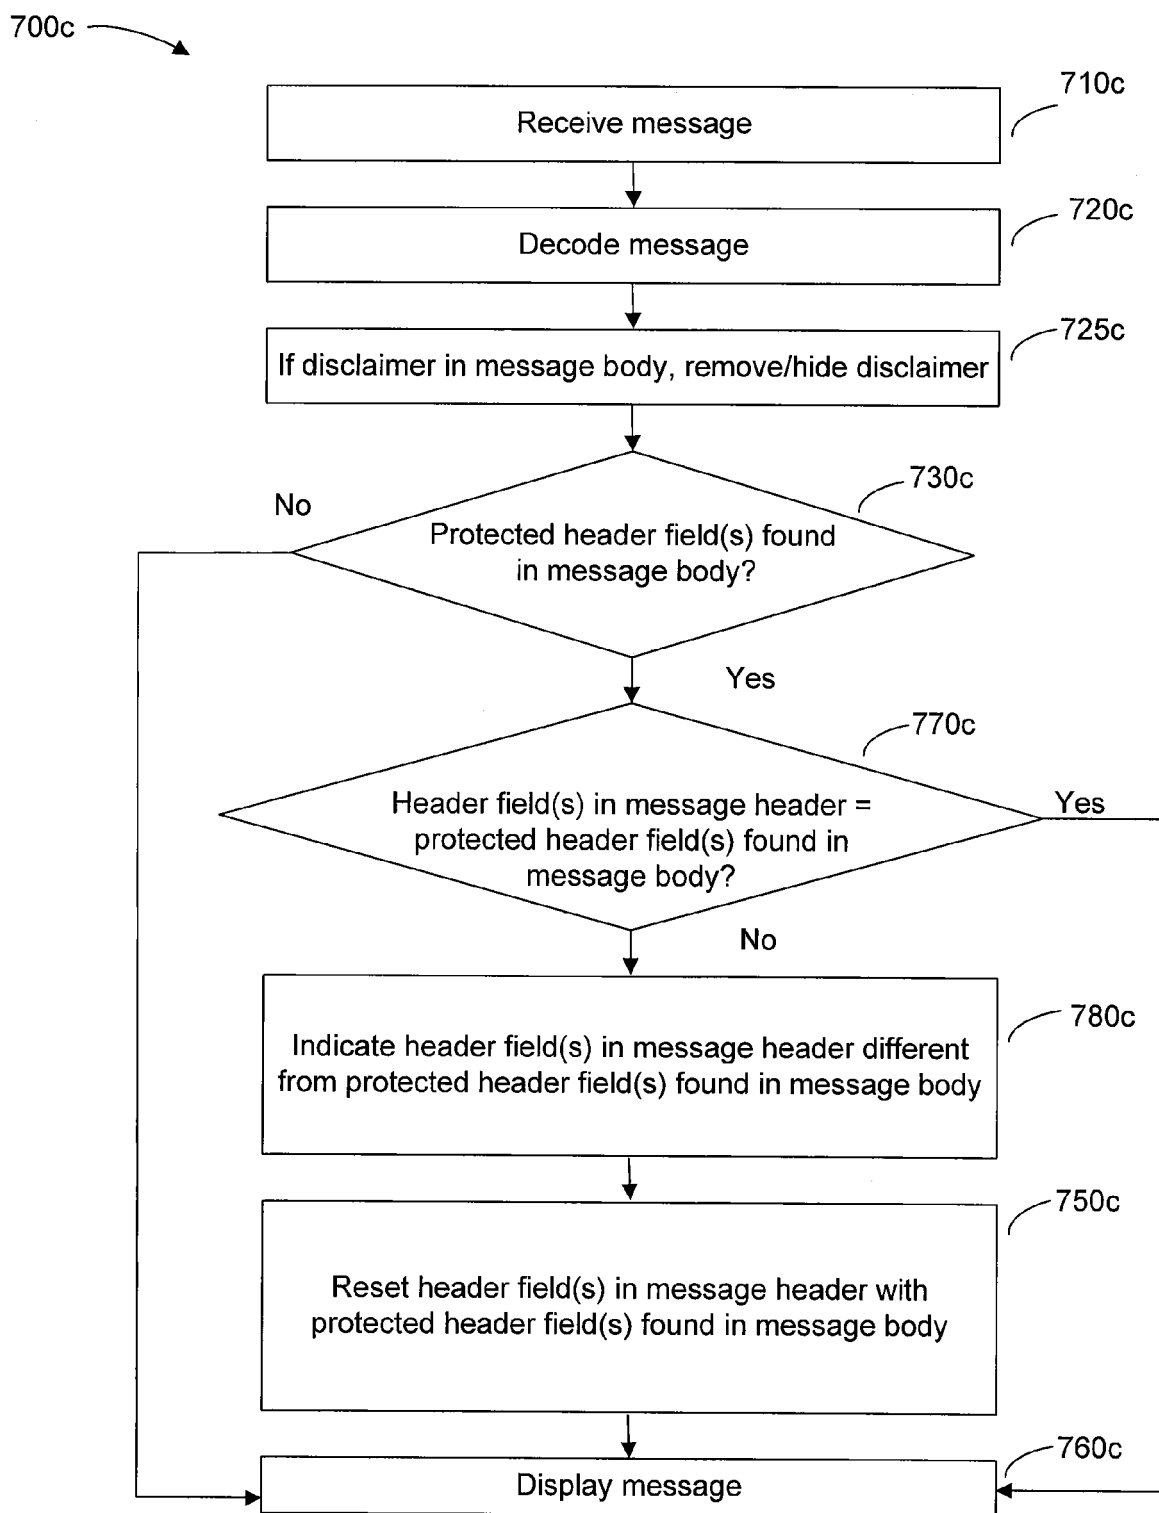 700c
710c
Receive message
720c
Decode message
725c
If disclaimer in message body, remove/hide disclaimer
730c
No
Protected header field(s) found
in message body?
Yes
770c
Header field(s) in message header =
protected header field(s) found in
message body?
Yes
No
780c
Indicate header field(s) in message header different
from protected header field(s) found in message body
750c
Reset header field(s) in message header with
protected header field(s) found in message body
760c
Display message